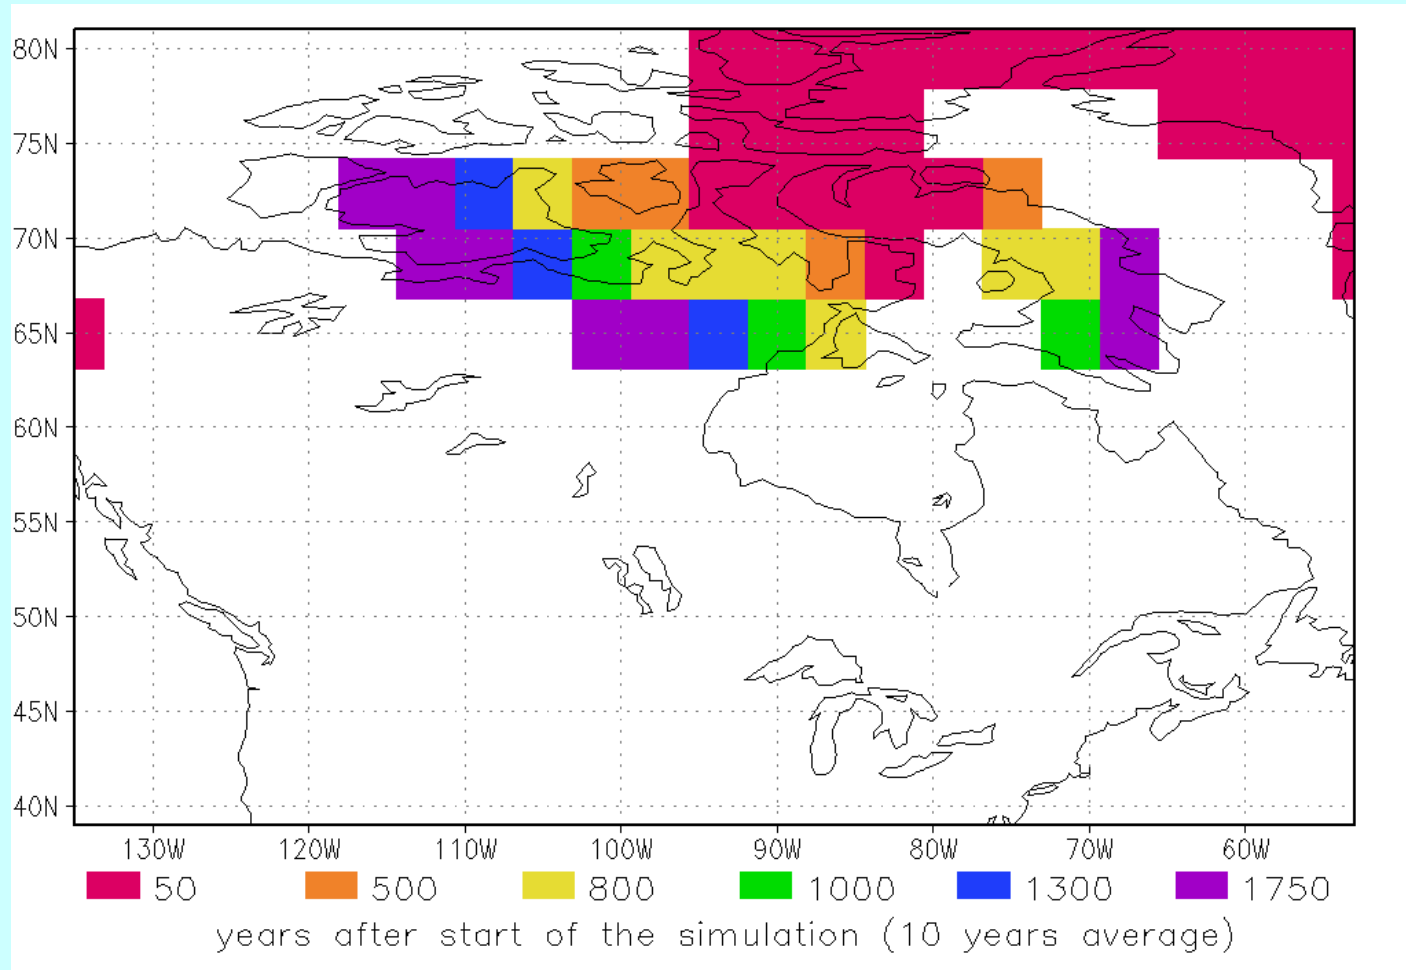 80N
75N
70N
65N
60N
55N
50N
45N
40N
130W 120W 110W 100W 90W 80W 70W 60W
50 500 800 1000 1300 1750
years after start of the simulation (10 years average)